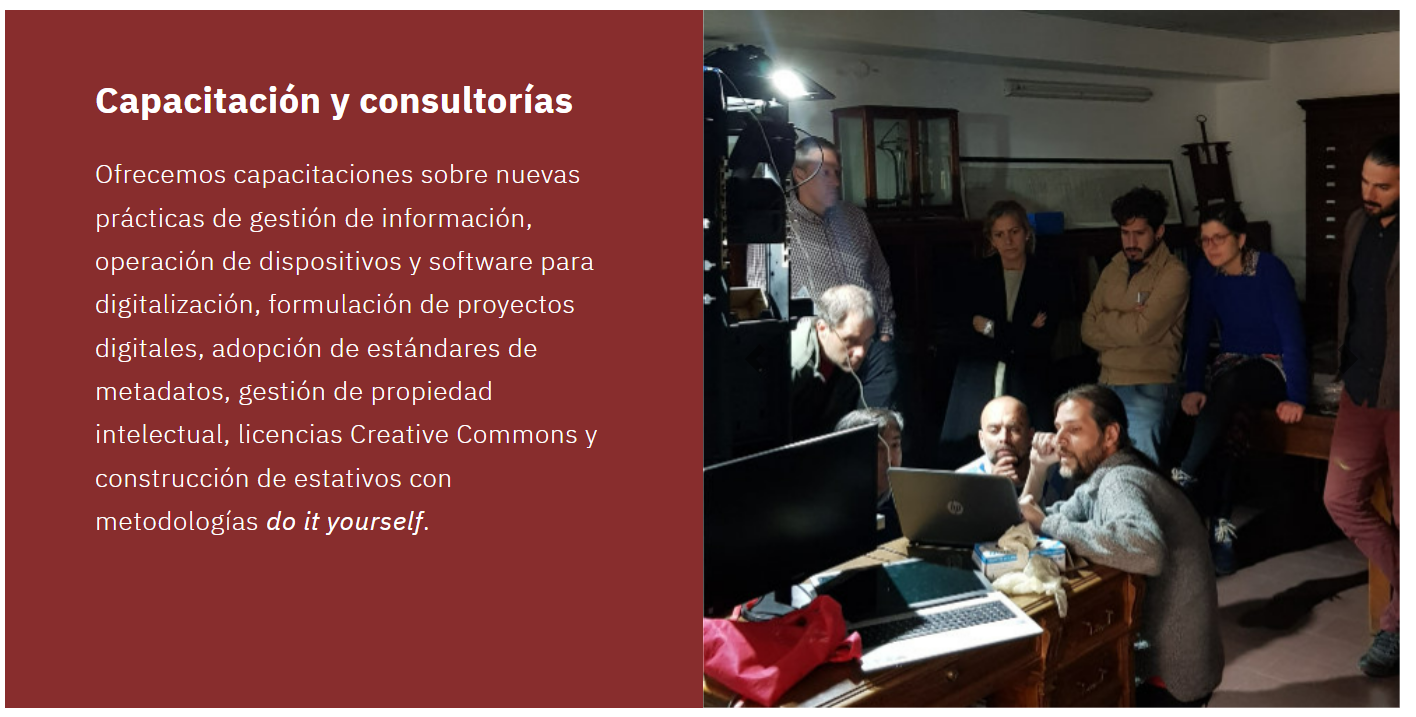 Capacitación y consultorías
Ofrecemos capacitaciones sobre nuevas
prácticas de gestión de información,
operación de dispositivos y software para
digitalización, formulación de proyectos
digitales, adopción de estándares de
metadatos, gestión de propiedad
intelectual, licencias Creative Commons y
construcción de estativos con
metodologías do it yourself.
hp